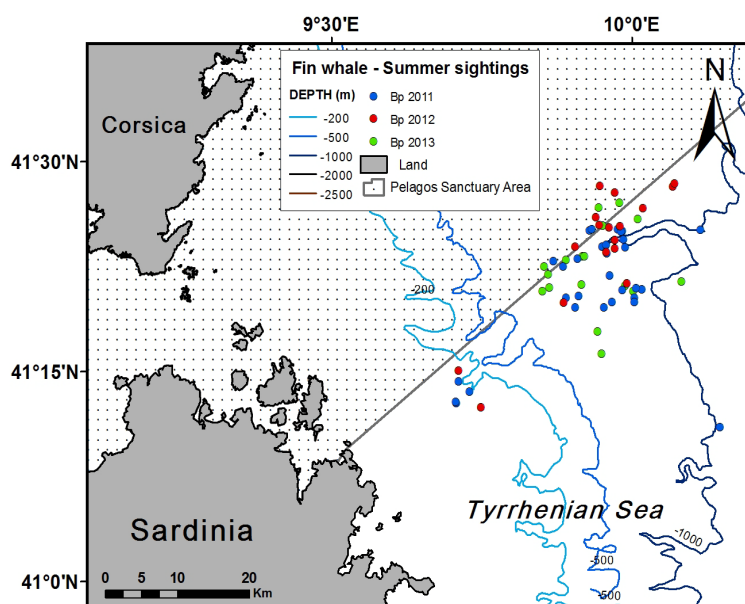 9°30'E 10°0'E
Fin whale - Summer sightings
DEPTH (m)
-200
-500
-1000
-2000
-2500
Bp 2011
Bp 2012
Bp 2013
Land
Pelagos Sanctuary Area
N
Corsica
41°30'N
-200
41°15'N
Tyrrhenian Sea
Sardinia
-1000
-500
-500
41°0'N
0 5 10 20
Km